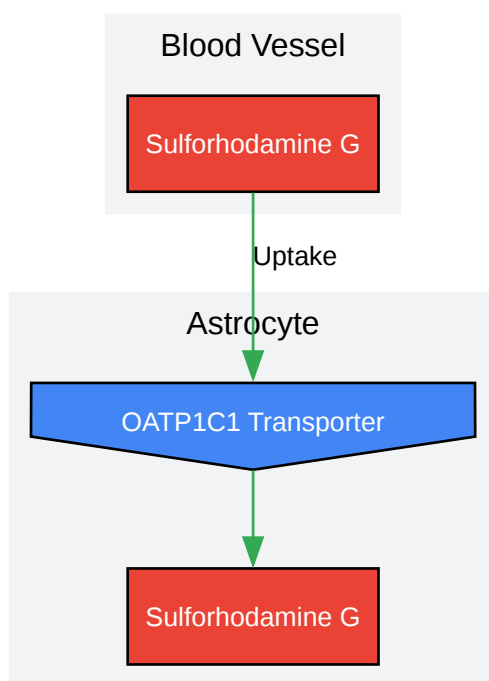 Blood Vessel
Sulforhodamine G
Uptake
Astrocyte
OATP1C1 Transporter
Sulforhodamine G